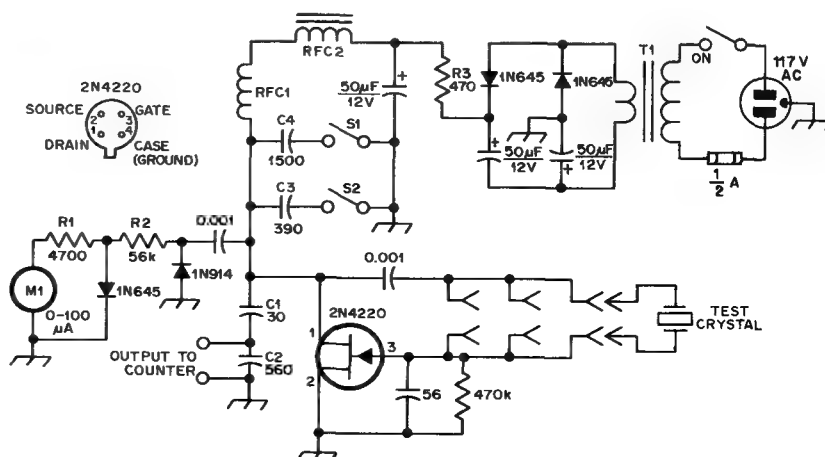 RFC2
2N4220
SOURCE
GATE
2
3
1
4
DRAIN
CASE
(GROUND)
RFC1
50µF
12V
+
R3
470
1N645
1N645
T1
ON
117 V
AC
C4
1500
S1
+
50µF
12V
50µF
12V
+
1/2 A
C3
390
S2
R1
4700
R2
56k
0.001
M1
0-100
µA
1N645
1N914
0.001
C1
30
2N4220
1
3
2
TEST
CRYSTAL
OUTPUT TO
COUNTER
C2
560
56
470k